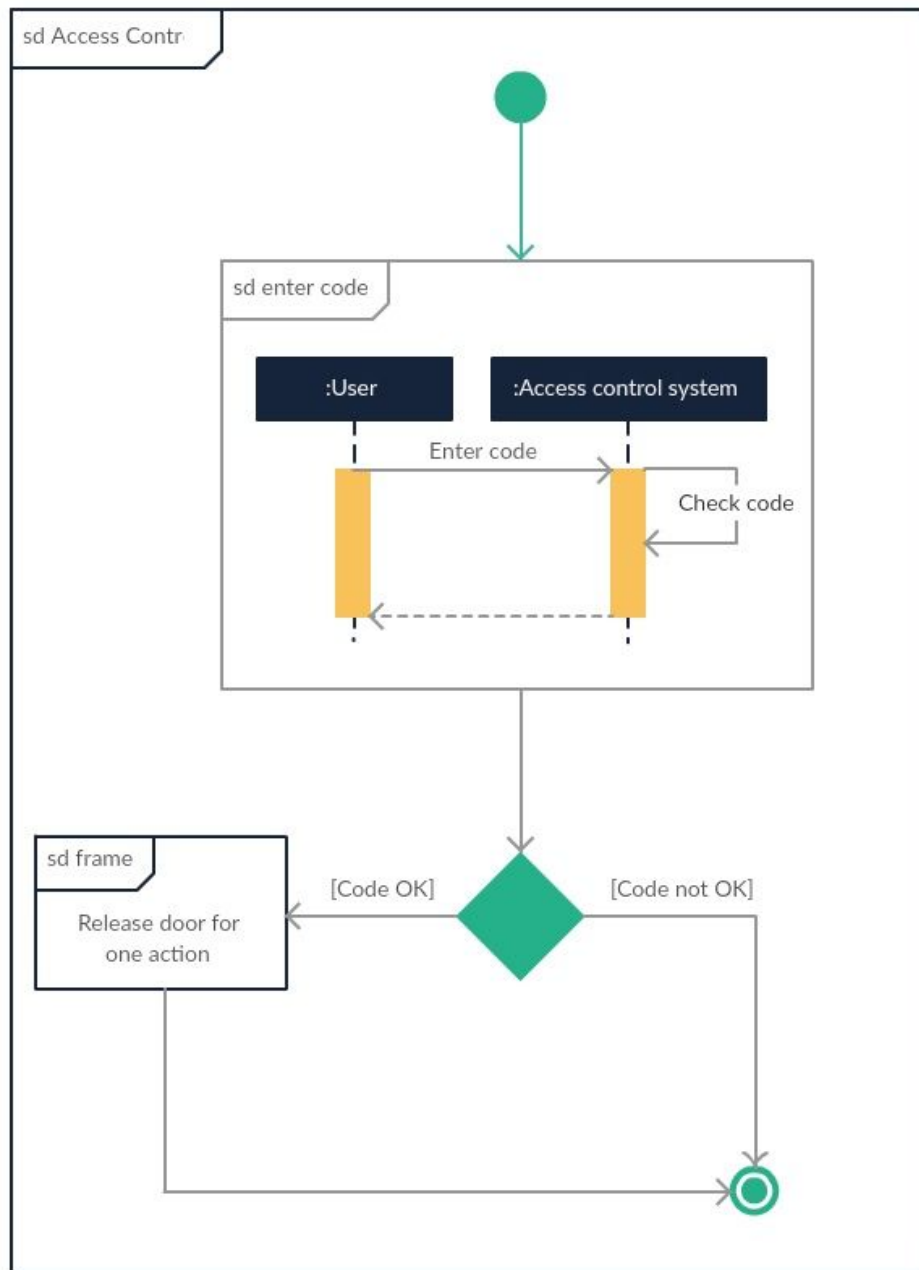 sd Access Contr
sd enter code
:User
:Access control system
Enter code
Check code
sd frame
[Code OK]
[Code not OK]
Release door for
one action